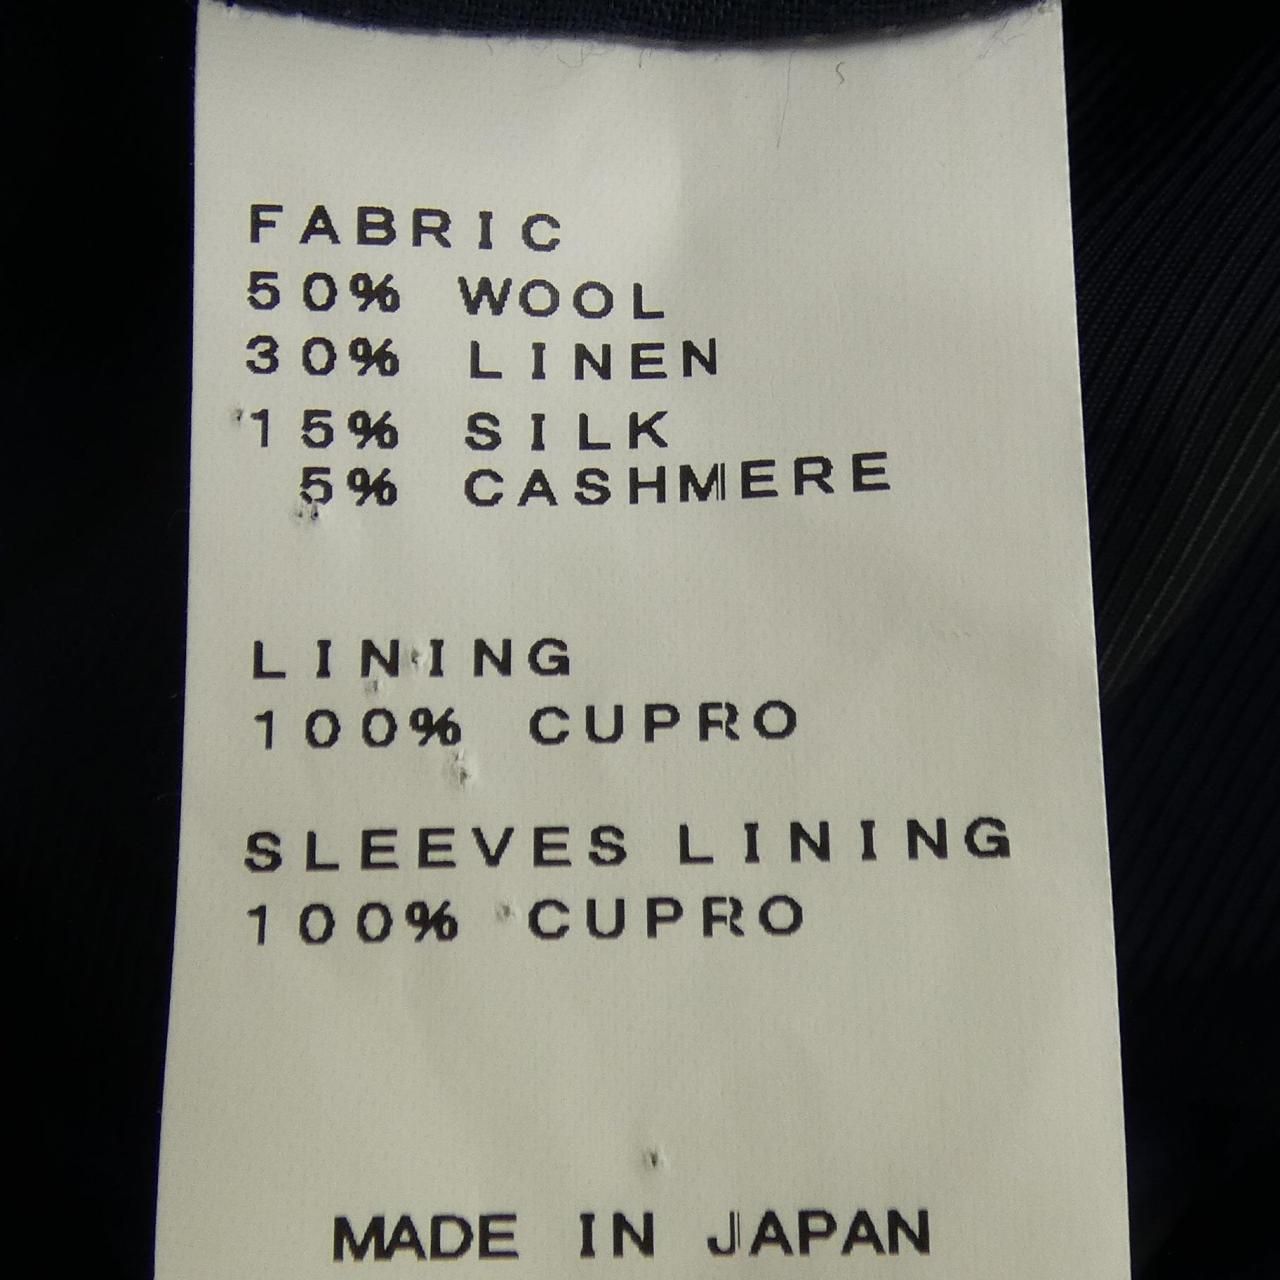 FABRIC
50% WOOL
30% LINEN
15% SILK
5% CASHMERE
LINING
100% CUPRO
SLEEVES LINING
100% CUPRO
MADE IN JAPAN